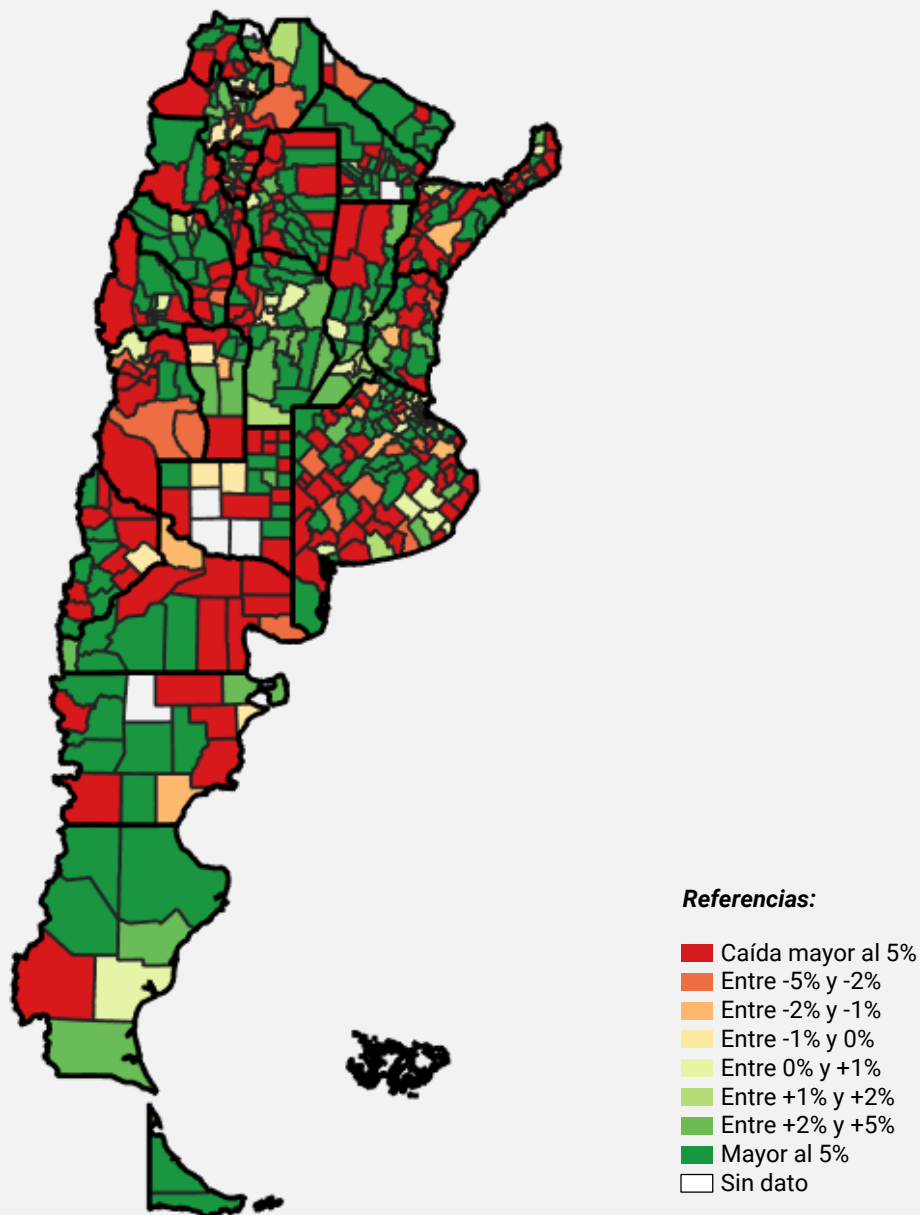 Referencias:
Caída mayor al 5%
Entre -5% y -2%
Entre -2% y -1%
Entre -1% y 0%
Entre 0% y +1%
Entre +1% y +2%
Entre +2% y +5%
Mayor al 5%
Sin dato